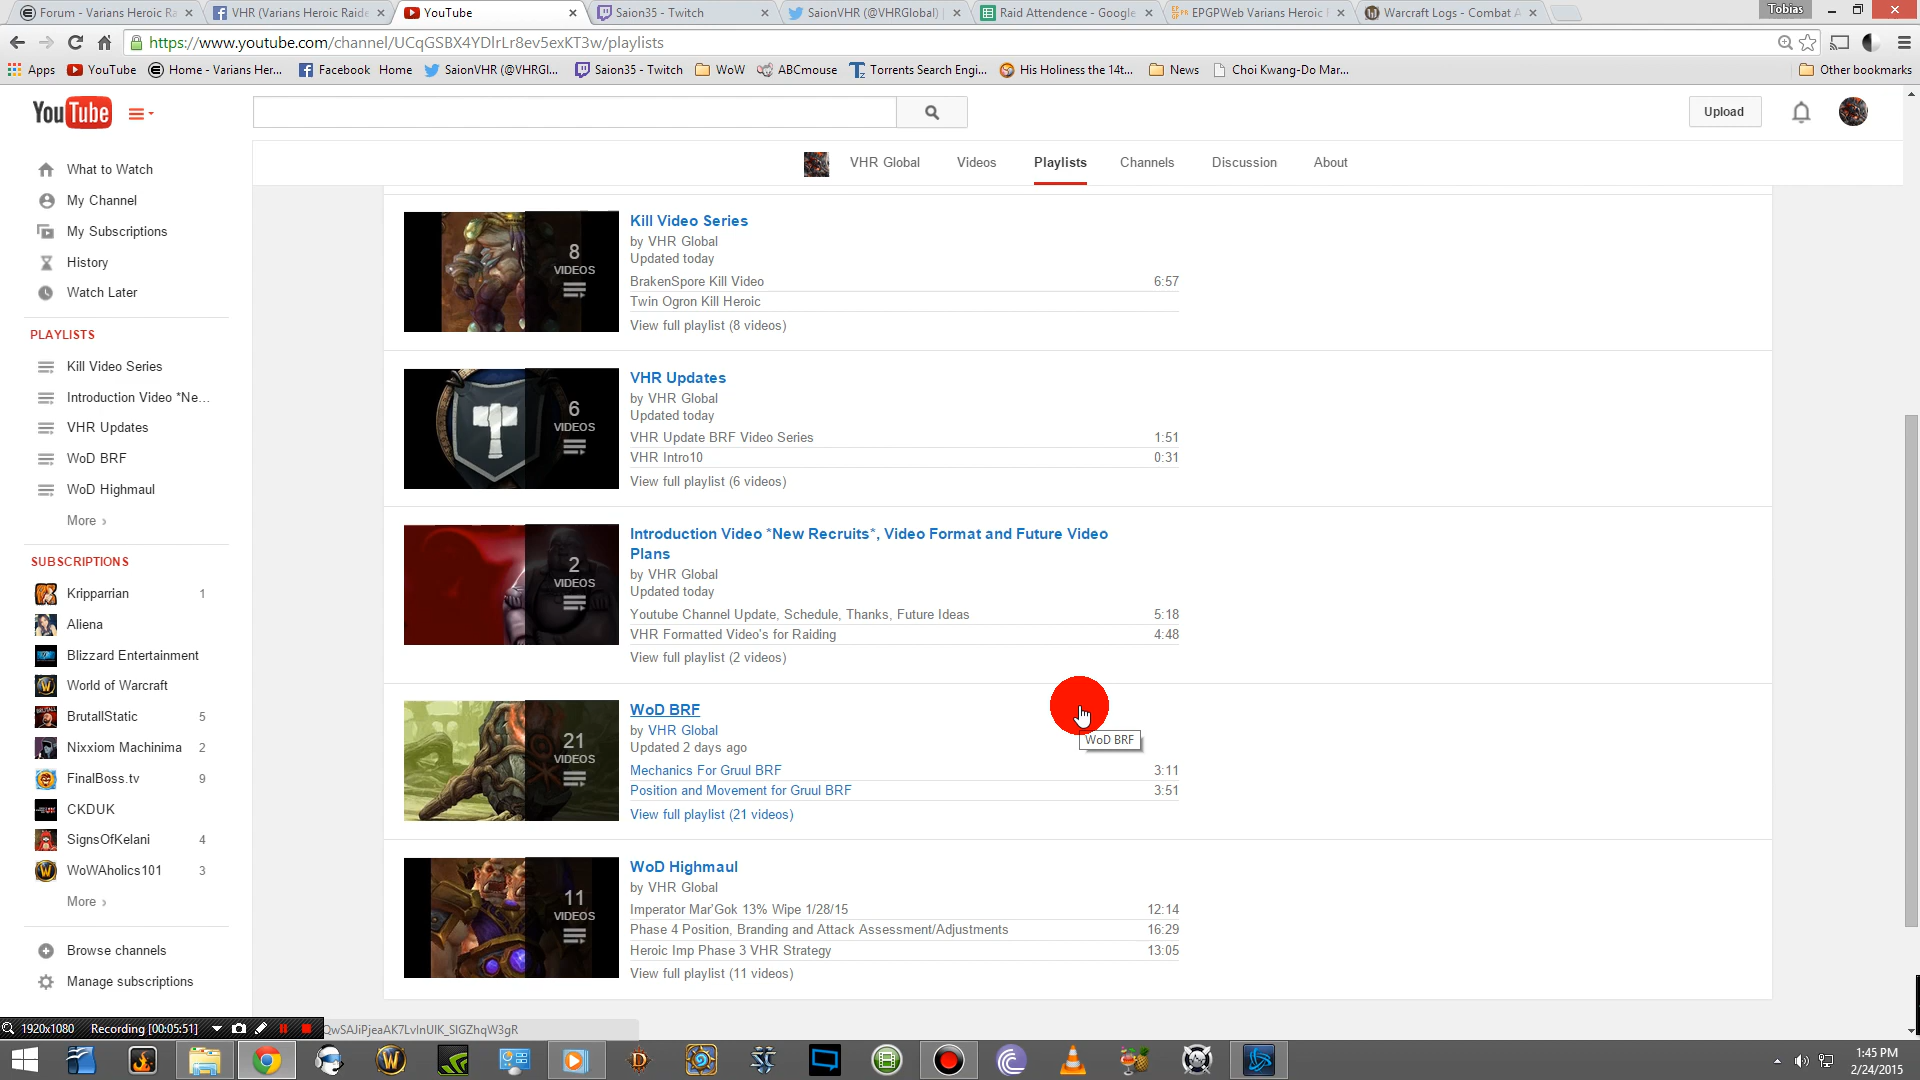 Forum - Varians Heroic Ra
VHR (Varians Heroic Raide
YouTube
Saion35 - Twitch
SaionVHR (@VHRGlobal) |
Raid Attendence - Google
EPGPWeb Varians Heroic
Warcraft Logs - Combat A
Tobias
https://www.youtube.com/channel/UCqGSBX4YDlrLr8ev5exKT3w/playlists
Apps
YouTube
Home - Varians Her...
Facebook
Home
SaionVHR (@VHRGl...
Saion35 - Twitch
WoW
ABCmouse
Torrents Search Engi...
His Holiness the 14t...
News
Choi Kwang-Do Mar...
Other bookmarks
YouTube
Upload
VHR Global
Videos
Playlists
Channels
Discussion
About
What to Watch
My Channel
My Subscriptions
History
Watch Later
PLAYLISTS
Kill Video Series
Introduction Video *Ne...
VHR Updates
WoD BRF
WoD Highmaul
More ›
SUBSCRIPTIONS
Kripparrian 1
Aliena
Blizzard Entertainment
World of Warcraft
BrutallStatic 5
Nixxiom Machinima 2
FinalBoss.tv 9
CKDUK
SignsOfKelani 4
WoWAholics101 3
More ›
Browse channels
Manage subscriptions
8
VIDEOS
Kill Video Series
by VHR Global
Updated today
BrakenSpore Kill Video 6:57
Twin Ogron Kill Heroic
View full playlist (8 videos)
6
VIDEOS
VHR Updates
by VHR Global
Updated today
VHR Update BRF Video Series 1:51
VHR Intro10 0:31
View full playlist (6 videos)
2
VIDEOS
Introduction Video *New Recruits*, Video Format and Future Video
Plans
by VHR Global
Updated today
Youtube Channel Update, Schedule, Thanks, Future Ideas 5:18
VHR Formatted Video's for Raiding 4:48
View full playlist (2 videos)
21
VIDEOS
WoD BRF
by VHR Global
Updated 2 days ago
Mechanics For Gruul BRF 3:11
Position and Movement for Gruul BRF 3:51
View full playlist (21 videos)
WoD BRF
11
VIDEOS
WoD Highmaul
by VHR Global
Imperator Mar'Gok 13% Wipe 1/28/15 12:14
Phase 4 Position, Branding and Attack Assessment/Adjustments 16:29
Heroic Imp Phase 3 VHR Strategy 13:05
View full playlist (11 videos)
1920x1080
Recording [00:05:51]
QwSAJiPjeaAK7LvlnUIK_SIGZhqW3gR
1:45 PM
2/24/2015